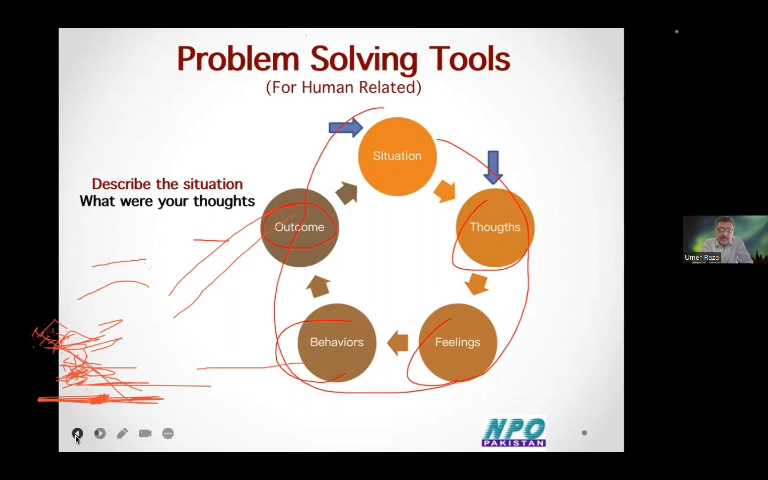 Problem Solving Tools
(For Human Related)
Situation
Describe the situation
What were your thoughts
Outcome
Thougths
Behaviors
Feelings
NPO
PAKISTAN
Umer Raza